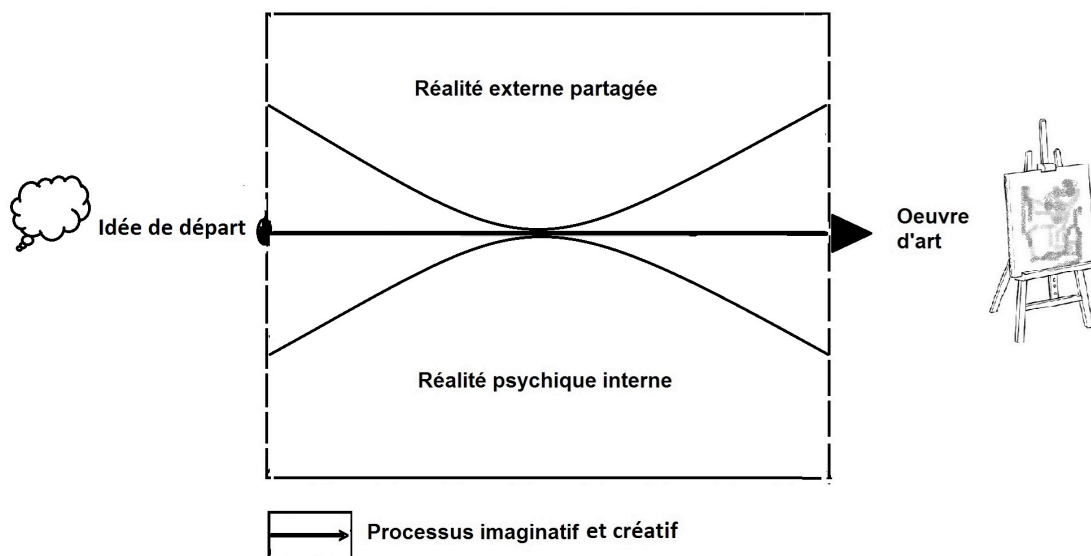 Réalité externe partagée
Idée de départ
Oeuvre
d'art
Réalité psychique interne
Processus imaginatif et créatif